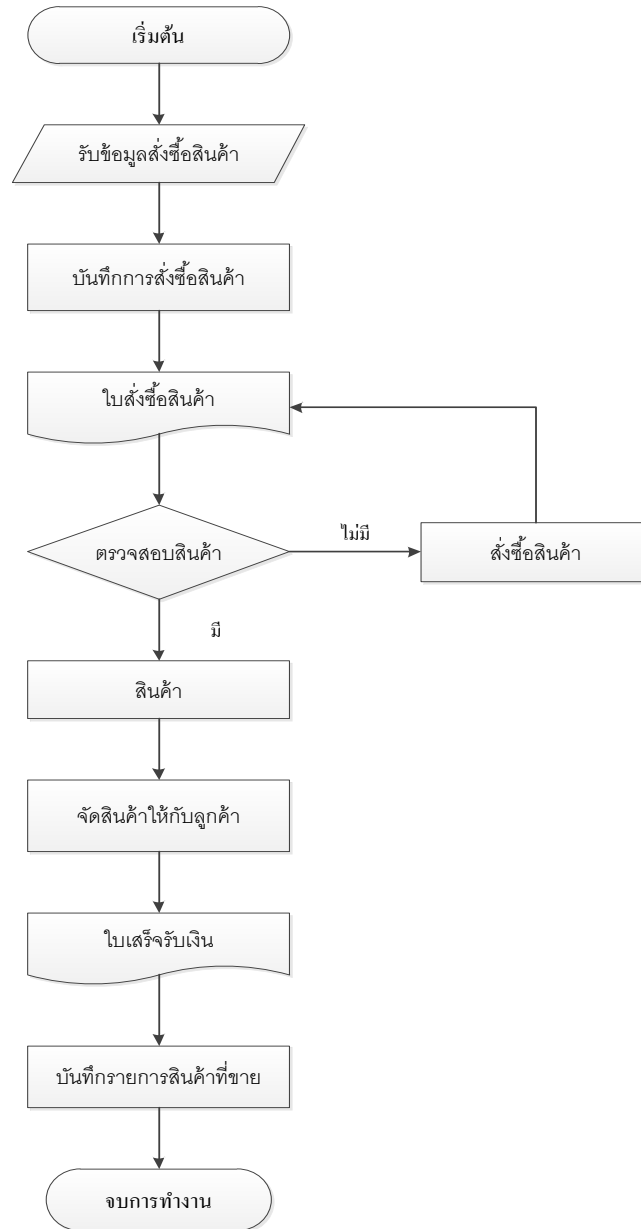 เริ่มต้น
รับข้อมูลสั่งซื้อสินค้า
บันทึกการสั่งซื้อสินค้า
ใบสั่งซื้อสินค้า
ตรวจสอบสินค้า
ไม่มี
สั่งซื้อสินค้า
มี
สินค้า
จัดสินค้าให้กับลูกค้า
ใบเสร็จรับเงิน
บันทึกรายการสินค้าที่ขาย
จบการทำงาน